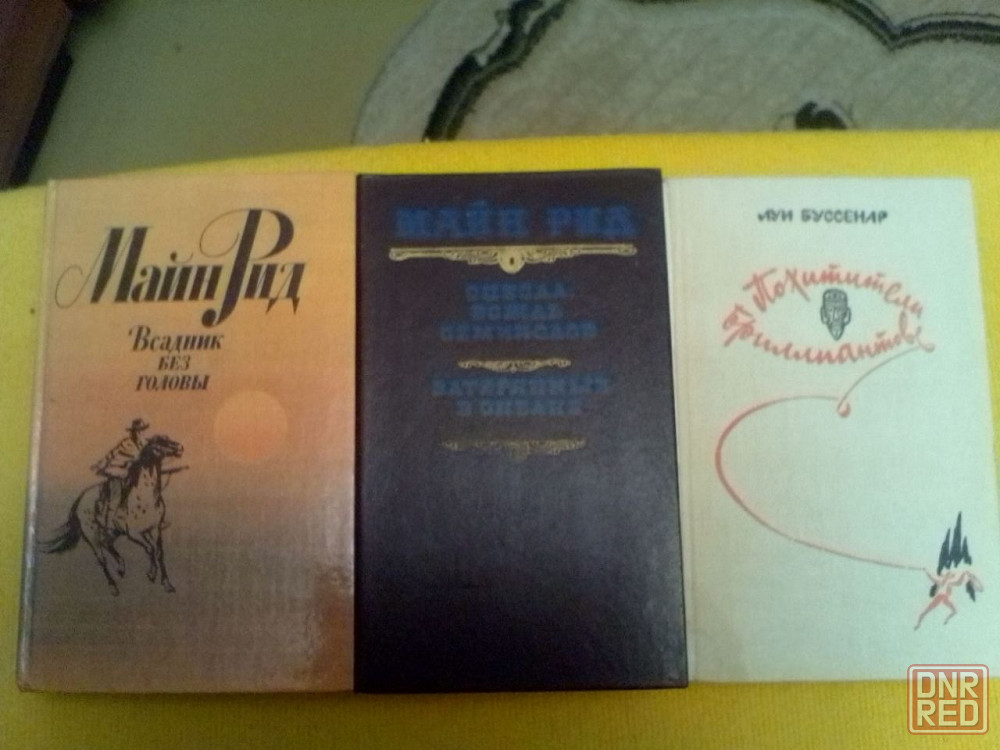 Майн Рид
Всадник
без
головы
МАЙН РИД
ОЦЕОЛА,
ВОЖДЬ
СЕМИНОЛОВ
ЗАТЕРЯННЫЕ
В ОКЕАНЕ
ЛУИ БУССЕНАР
Похитители
бриллиантов
DNR
RED